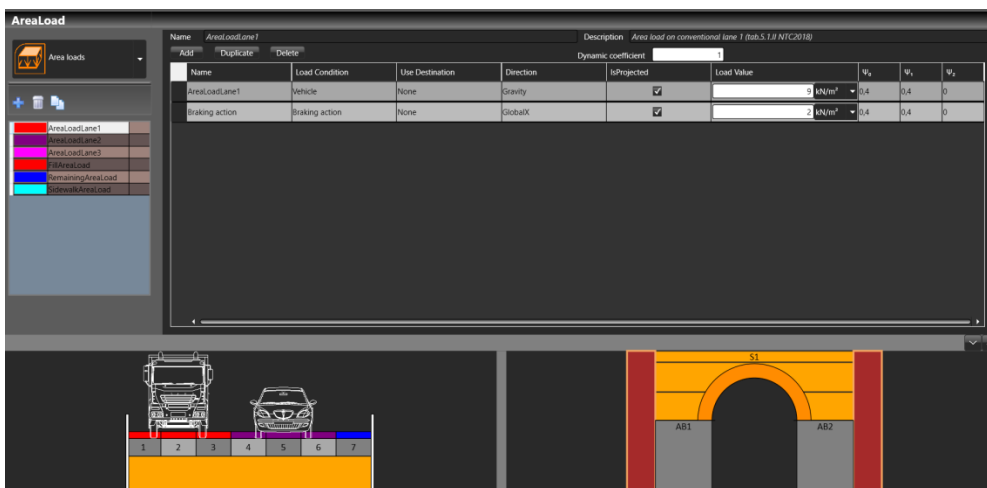 AreaLoad
Area loads
Name AreaLoadLane1 Description Area load on conventional lane 1 (tab.5.1.II NTC2018)
Add Duplicate Delete Dynamic coefficient 1
Name Load Condition Use Destination Direction IsProjected Load Value Ψ₀ Ψ₁ Ψ₂
AreaLoadLane1 Vehicle None Gravity 9 kN/m² 0,4 0,4 0
Braking action Braking action None GlobalX 2 kN/m² 0,4 0,4 0
AreaLoadLane1
AreaLoadLane2
AreaLoadLane3
FillAreaLoad
RemainingAreaLoad
SidewalkAreaLoad
1 2 3 4 5 6 7
S1
AB1 AB2